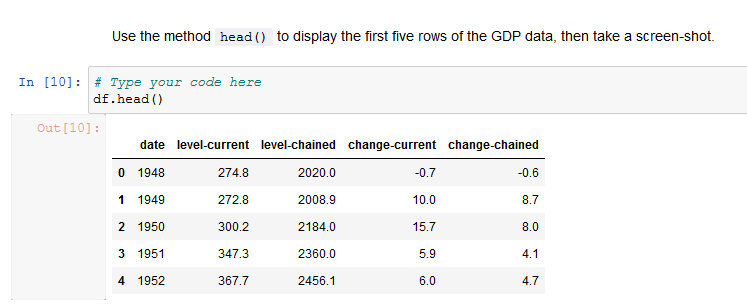 Use the method head() to display the first five rows of the GDP data, then take a screen-shot.
In [10]: # Type your code here
df.head()
Out[10]:
date level-current level-chained change-current change-chained
0 1948 274.8 2020.0 -0.7 -0.6
1 1949 272.8 2008.9 10.0 8.7
2 1950 300.2 2184.0 15.7 8.0
3 1951 347.3 2360.0 5.9 4.1
4 1952 367.7 2456.1 6.0 4.7